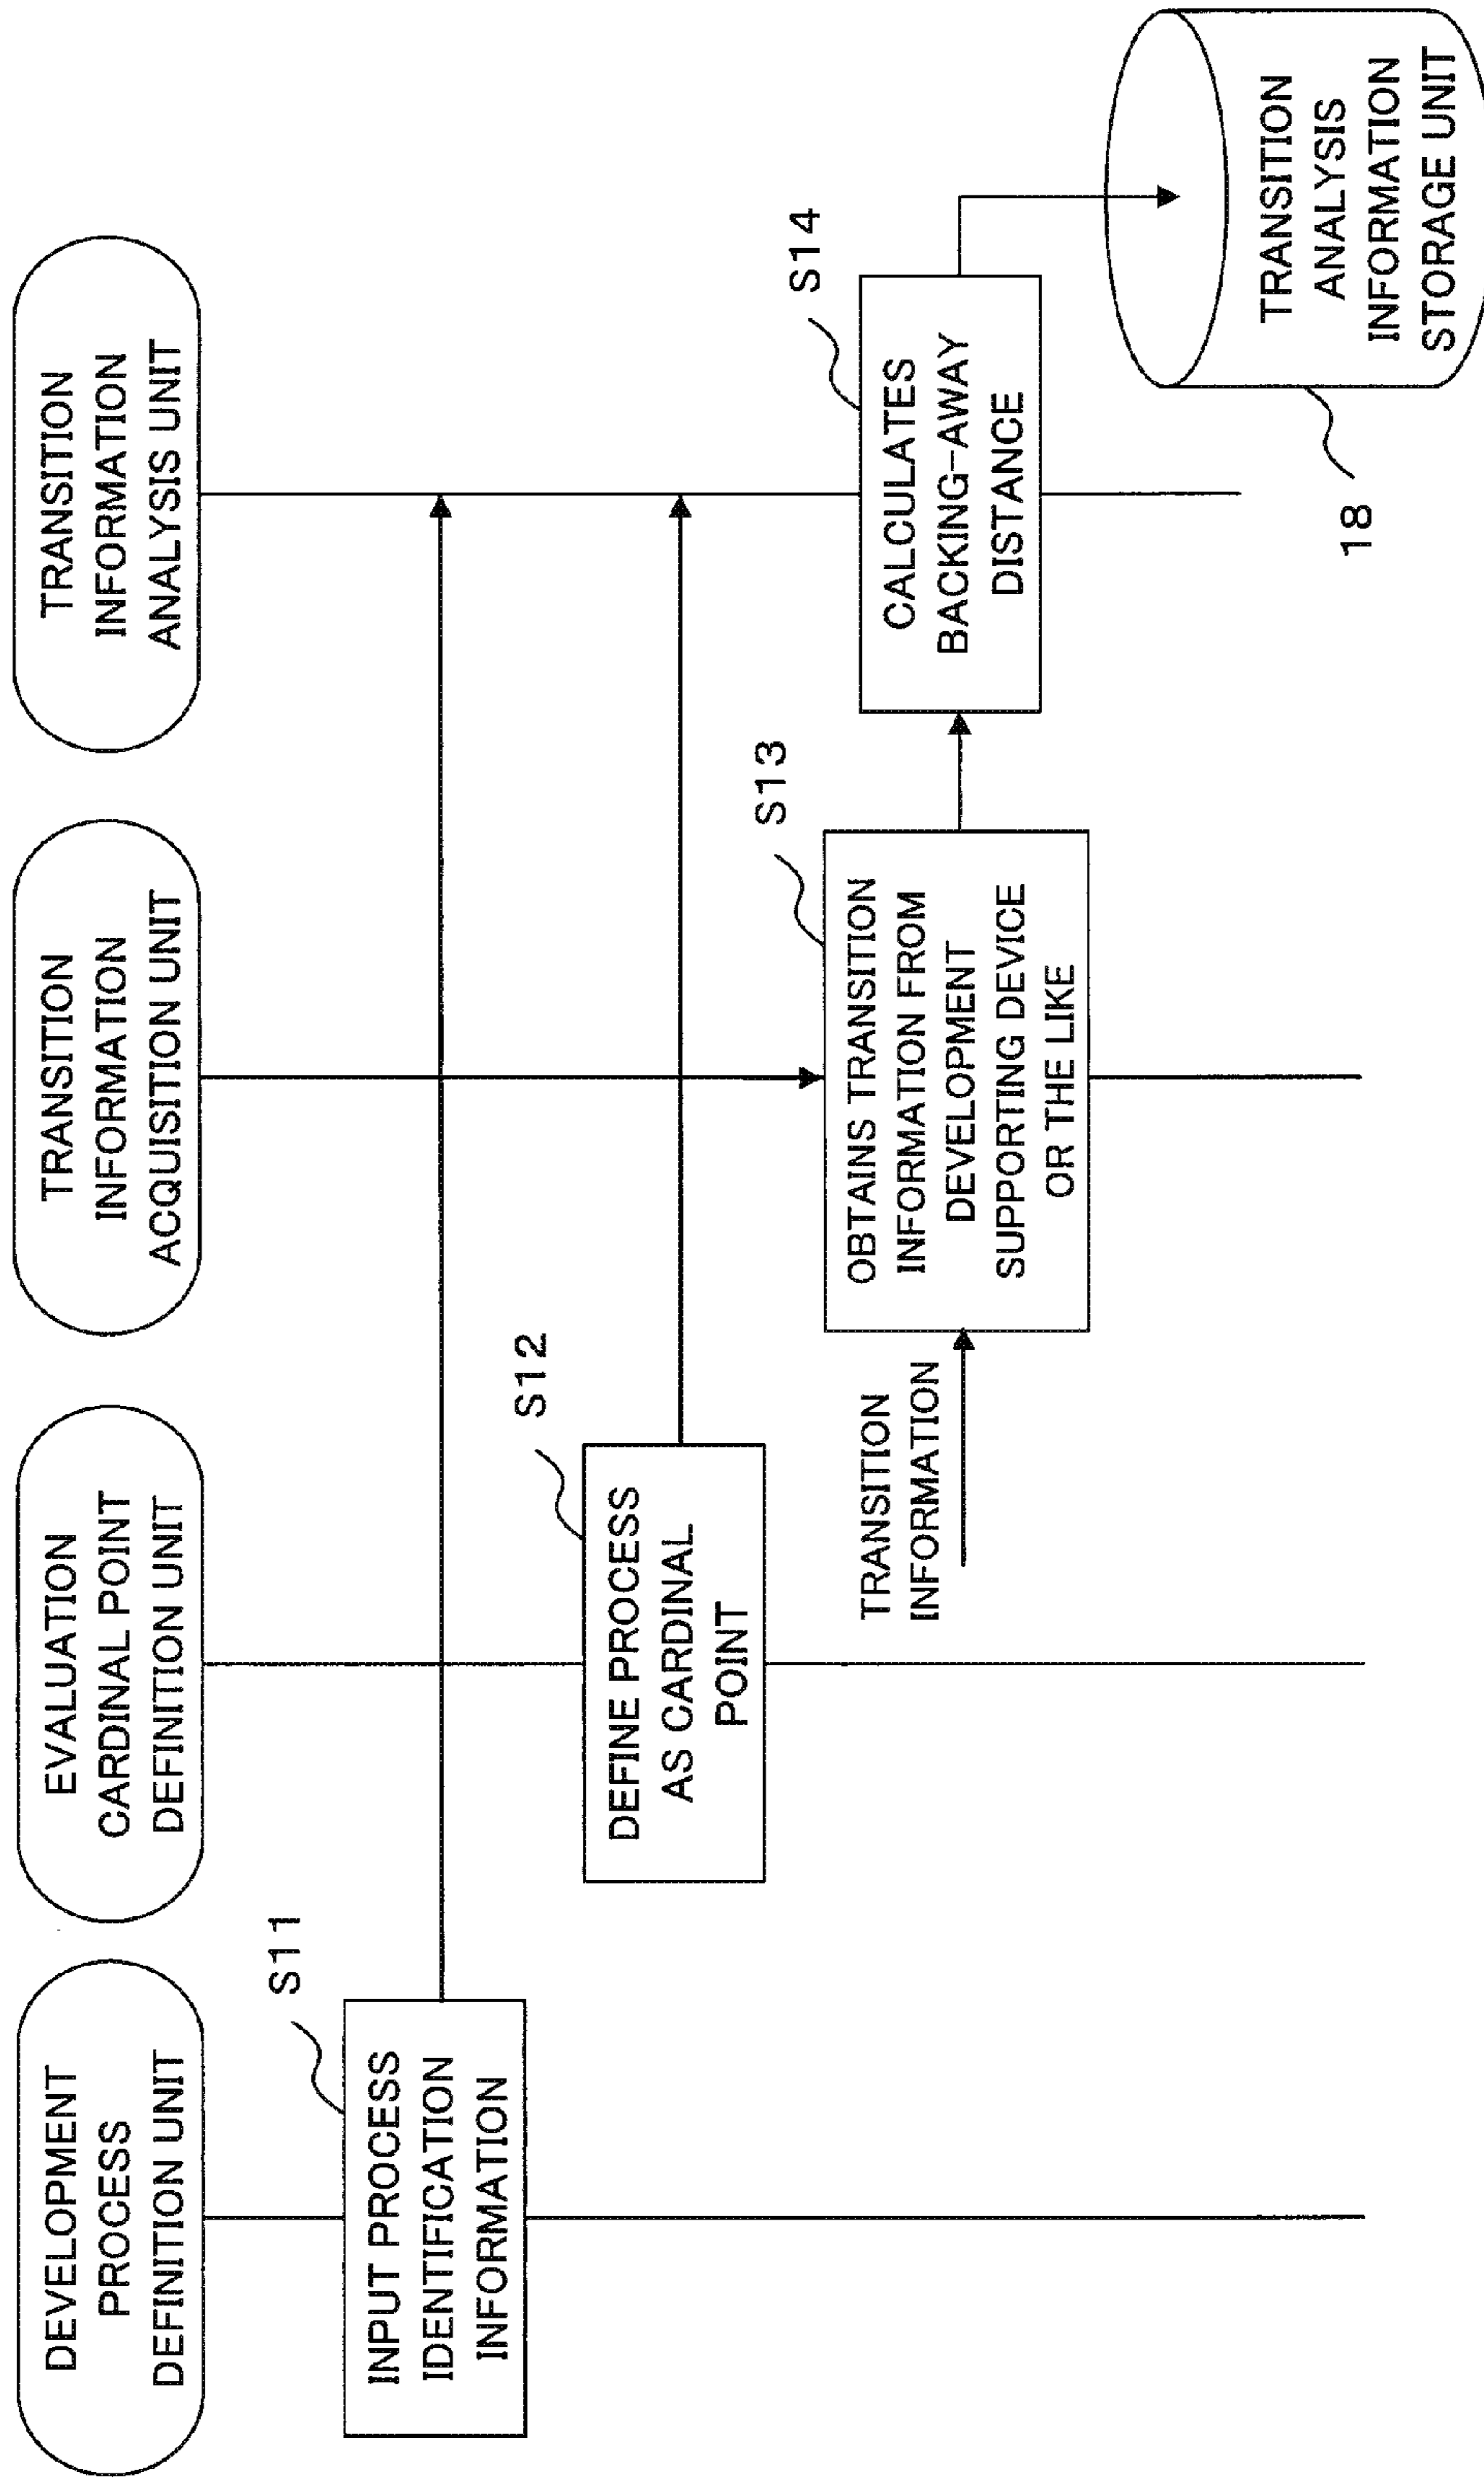 DEVELOPMENT
PROCESS
DEFINITION UNIT
EVALUATION
CARDINAL POINT
DEFINITION UNIT
TRANSITION
INFORMATION
ACQUISITION UNIT
TRANSITION
INFORMATION
ANALYSIS UNIT
S11
INPUT PROCESS
IDENTIFICATION
INFORMATION
S12
DEFINE PROCESS
AS CARDINAL
POINT
TRANSITION
INFORMATION
S13
OBTAINS TRANSITION
INFORMATION FROM
DEVELOPMENT
SUPPORTING DEVICE
OR THE LIKE
S14
CALCULATES
BACKING-AWAY
DISTANCE
18
TRANSITION
ANALYSIS
INFORMATION
STORAGE UNIT